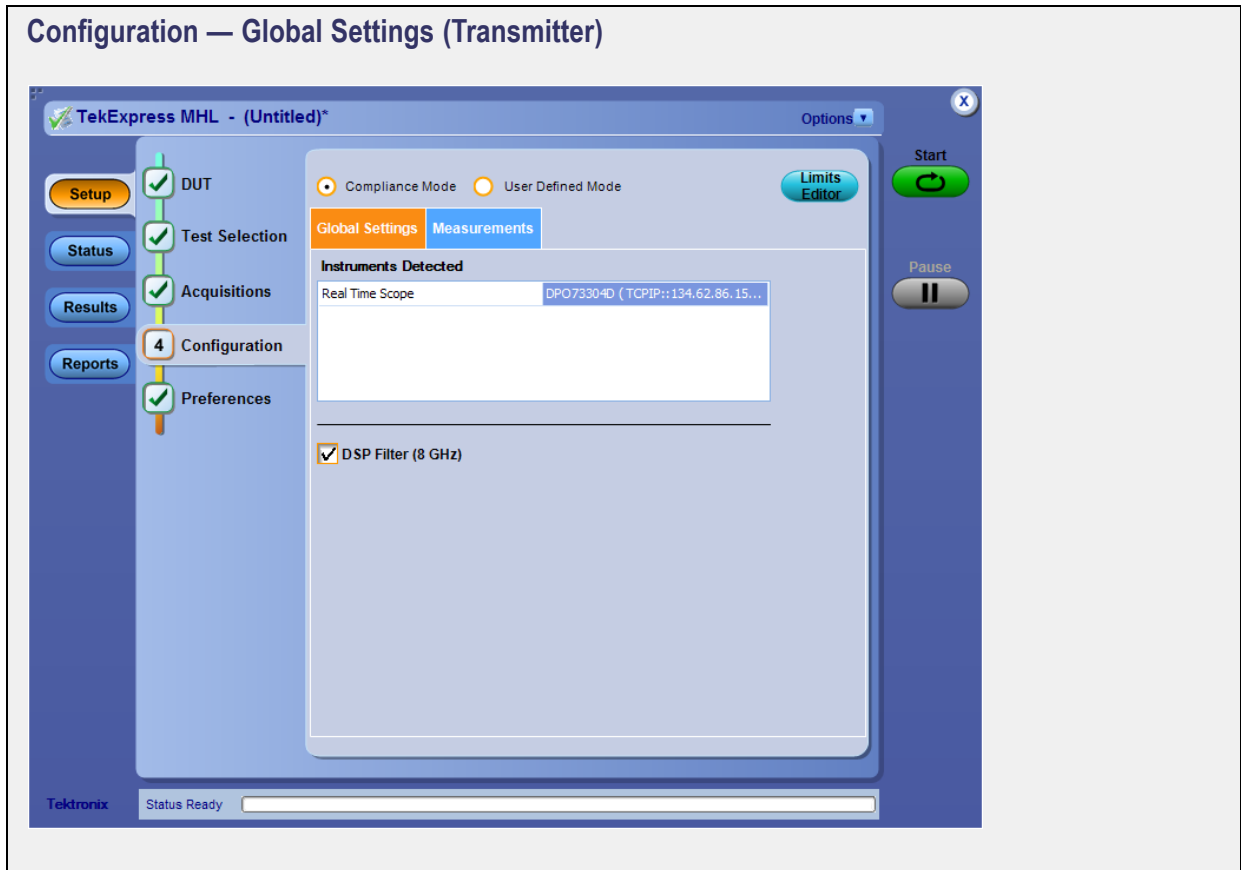 Configuration — Global Settings (Transmitter)
TekExpress MHL - (Untitled)*
Options
x
Setup
Status
Results
Reports
DUT
Test Selection
Acquisitions
4 Configuration
Preferences
Compliance Mode User Defined Mode
Limits
Editor
Global Settings Measurements
Instruments Detected
Real Time Scope DPO73304D ( TCPIP::134.62.86.15...
DSP Filter (8 GHz)
Start
Pause
Tektronix
Status Ready